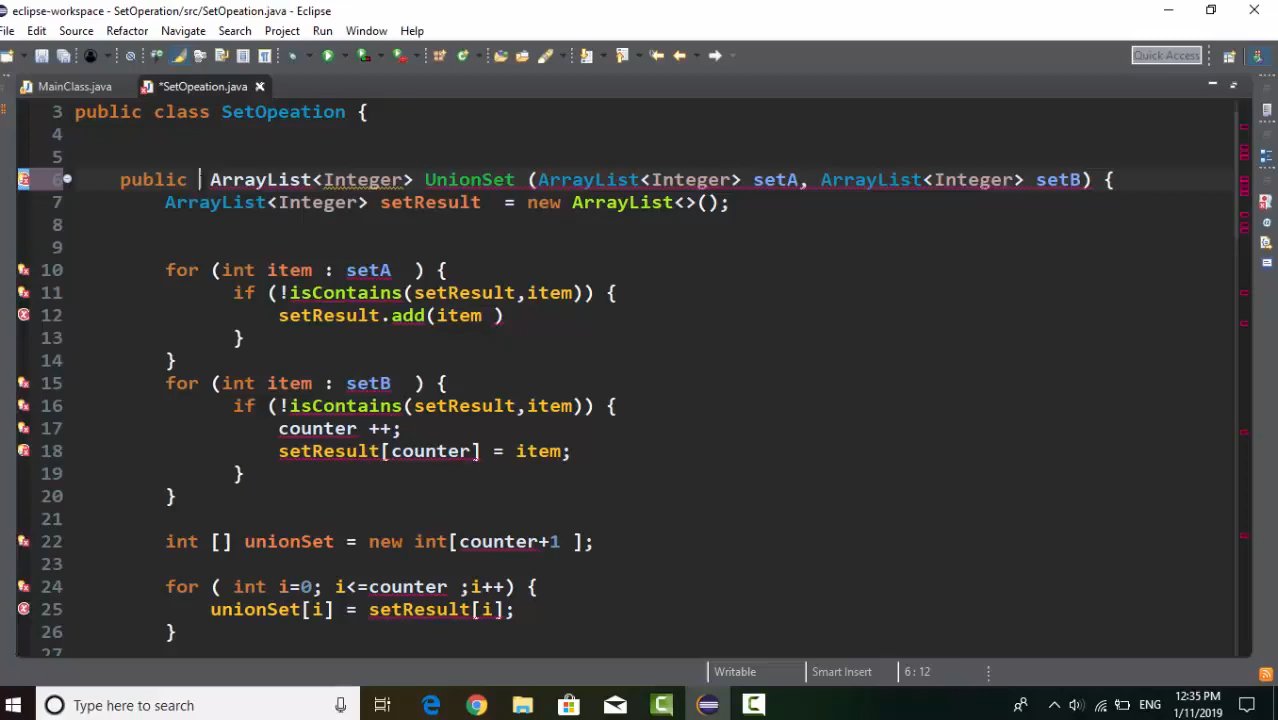 eclipse-workspace - SetOperation/src/SetOpeation.java - Eclipse
File Edit Source Refactor Navigate Search Project Run Window Help
Quick Access
MainClass.java *SetOpeation.java
3 public class SetOpeation {
4
5
6 public ArrayList<Integer> UnionSet (ArrayList<Integer> setA, ArrayList<Integer> setB) {
7 ArrayList<Integer> setResult = new ArrayList<>();
8
9
10 for (int item : setA ) {
11 if (!isContains(setResult,item)) {
12 setResult.add(item )
13 }
14 }
15 for (int item : setB ) {
16 if (!isContains(setResult,item)) {
17 counter ++;
18 setResult[counter] = item;
19 }
20 }
21
22 int [] unionSet = new int[counter+1 ];
23
24 for ( int i=0; i<=counter ;i++) {
25 unionSet[i] = setResult[i];
26 }
27
Writable Smart Insert 6 : 12
Type here to search
ENG
12:35 PM
1/11/2019